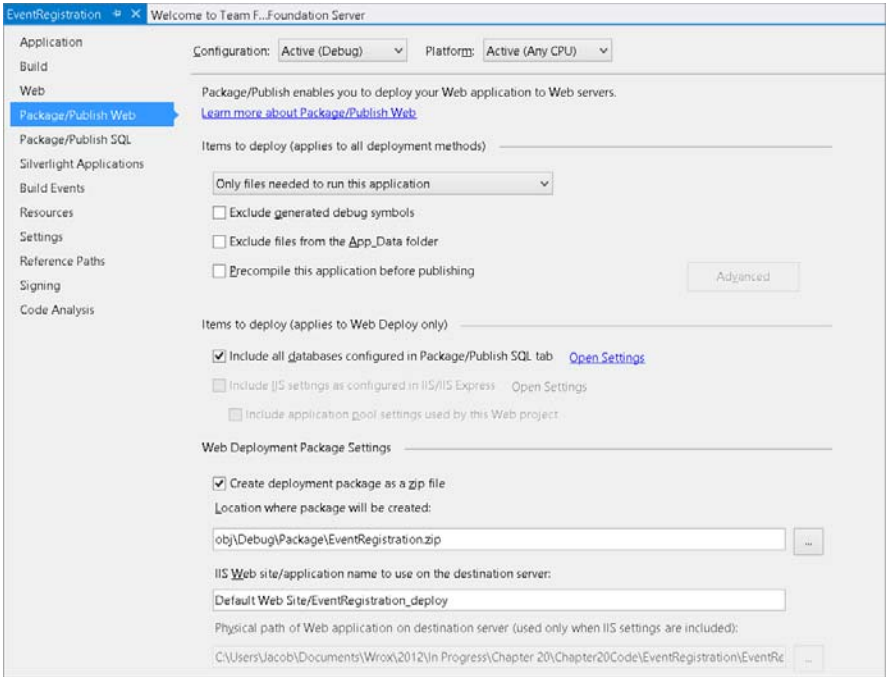 EventRegistration
Welcome to Team F...Foundation Server
Application
Build
Web
Package/Publish Web
Package/Publish SQL
Silverlight Applications
Build Events
Resources
Settings
Reference Paths
Signing
Code Analysis
Configuration: Active (Debug) Platform: Active (Any CPU)
Package/Publish enables you to deploy your Web application to Web servers.
Learn more about Package/Publish Web
Items to deploy (applies to all deployment methods)
Only files needed to run this application
Exclude generated debug symbols
Exclude files from the App_Data folder
Precompile this application before publishing
Advanced
Items to deploy (applies to Web Deploy only)
Include all databases configured in Package/Publish SQL tab Open Settings
Include IIS settings as configured in IIS/IIS Express Open Settings
Include application pool settings used by this Web project
Web Deployment Package Settings
Create deployment package as a zip file
Location where package will be created:
obj\Debug\Package\EventRegistration.zip
...
IIS Web site/application name to use on the destination server:
Default Web Site/EventRegistration_deploy
Physical path of Web application on destination server (used only when IIS settings are included):
C:\Users\Jacob\Documents\Wrox\2012\In Progress\Chapter 20\Chapter20Code\EventRegistration\EventRe
...